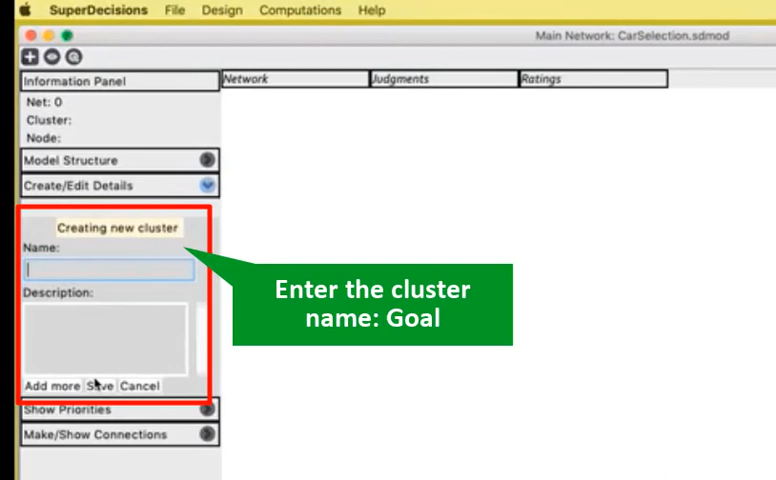 SuperDecisions File Design Computations Help
Main Network: CarSelection.sdmod
Information Panel
Network Judgments Ratings
Net: 0
Cluster:
Node:
Model Structure
Create/Edit Details
Creating new cluster
Name:
Enter the cluster
name: Goal
Description:
Add more Save Cancel
Show Priorities
Make/Show Connections